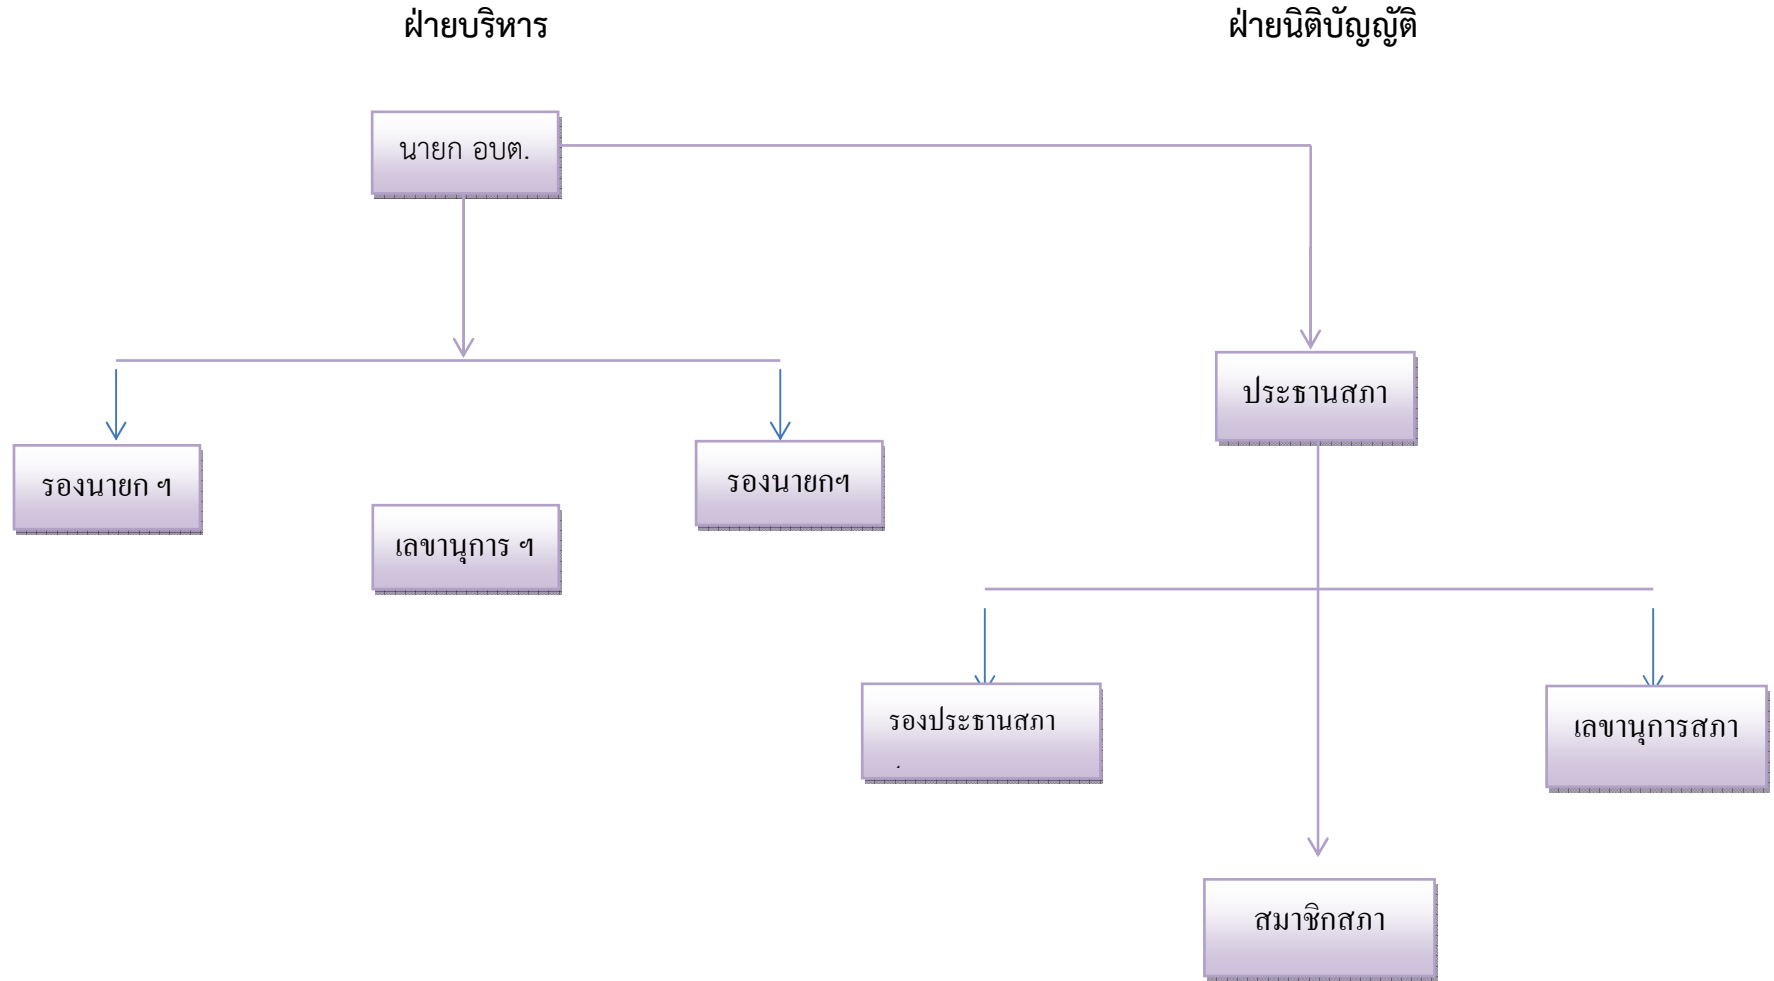 ฝ่ายบริหาร
ฝ่ายนิติบัญญัติ
นายก อบต.
ประธานสภา
รองนายก ฯ
รองนายกฯ
เลขานุการ ฯ
รองประธานสภา
เลขานุการสภา
สมาชิกสภา